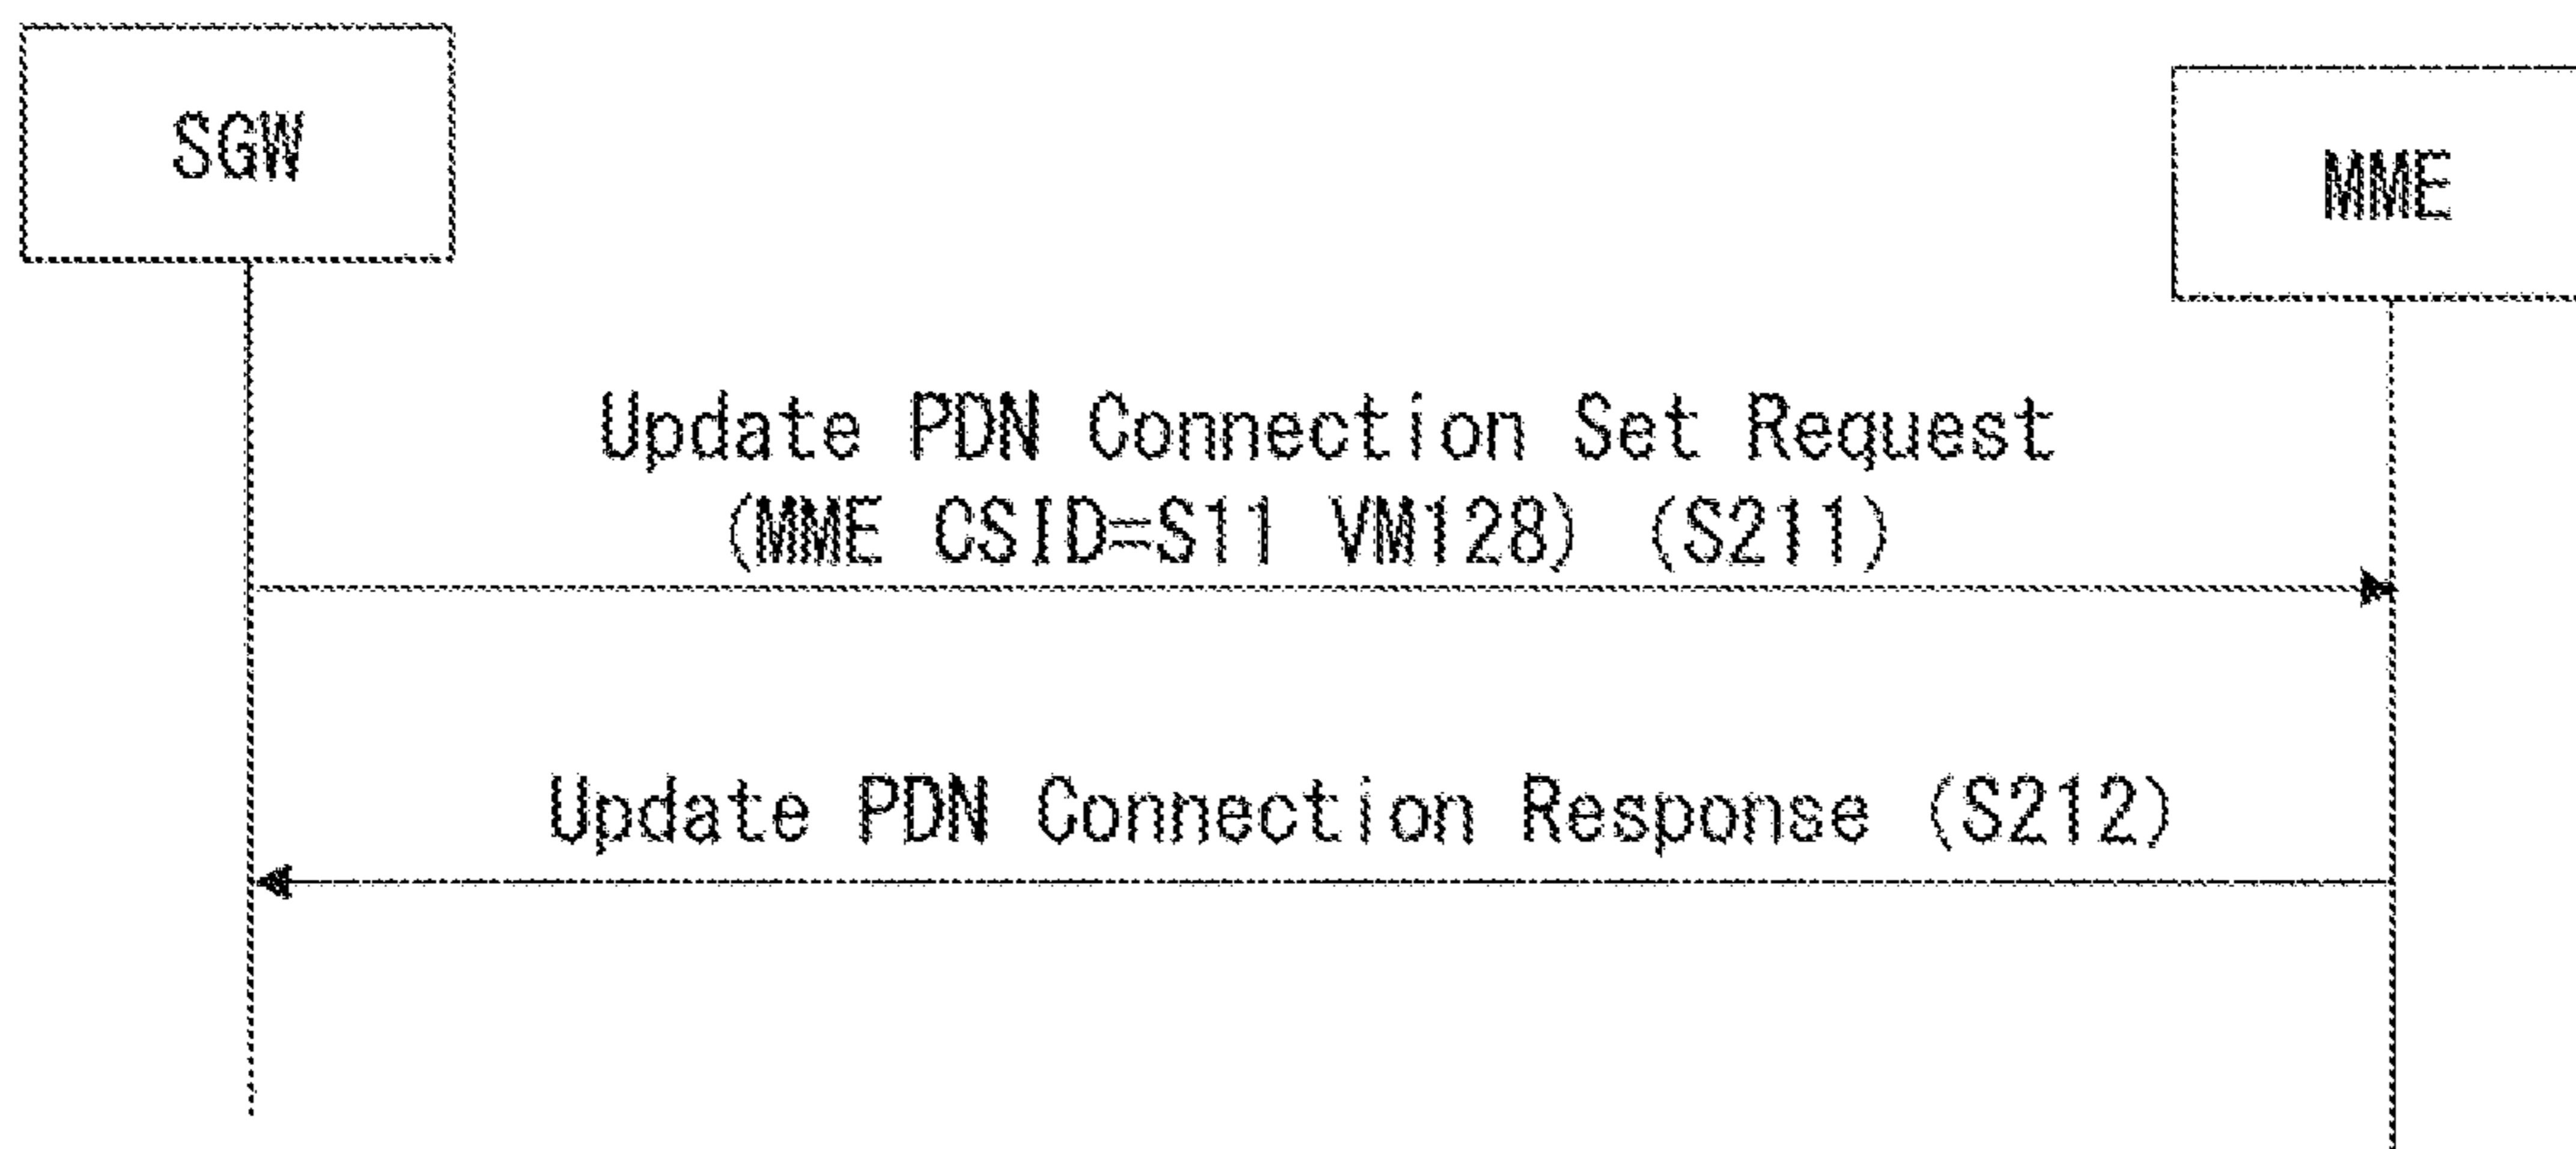 SGW
MME
Update PDN Connection Set Request
(MME CSID=S11 VM128) (S211)
Update PDN Connection Response (S212)